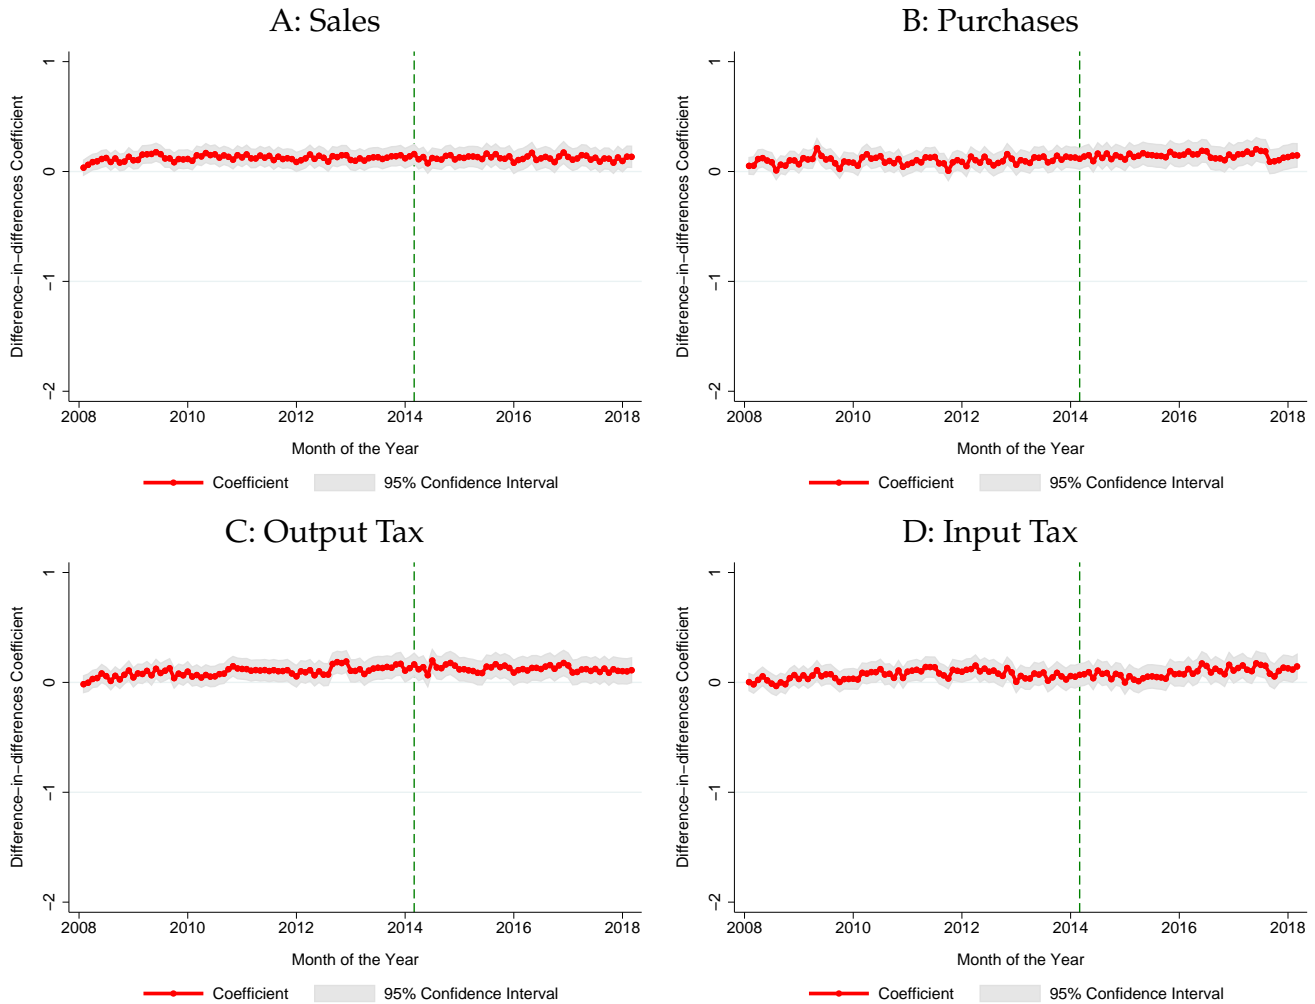 A: Sales
Difference−in−differences Coefficient
1
0
−1
−2
2008 2010 2012 2014 2016 2018
Month of the Year
Coefficient 95% Confidence Interval
B: Purchases
Difference−in−differences Coefficient
1
0
−1
−2
2008 2010 2012 2014 2016 2018
Month of the Year
Coefficient 95% Confidence Interval
C: Output Tax
Difference−in−differences Coefficient
1
0
−1
−2
2008 2010 2012 2014 2016 2018
Month of the Year
Coefficient 95% Confidence Interval
D: Input Tax
Difference−in−differences Coefficient
1
0
−1
−2
2008 2010 2012 2014 2016 2018
Month of the Year
Coefficient 95% Confidence Interval